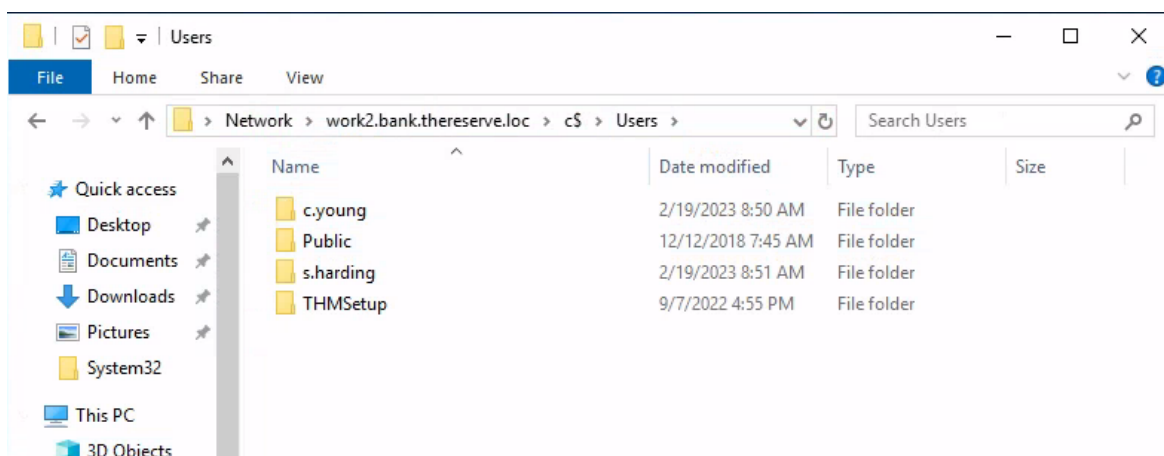 Users
File Home Share View
Network > work2.bank.thereserve.loc > c$ > Users > Search Users
Name Date modified Type Size
Quick access
Desktop
Documents
Downloads
Pictures
System32
This PC
3D Objects
c.young 2/19/2023 8:50 AM File folder
Public 12/12/2018 7:45 AM File folder
s.harding 2/19/2023 8:51 AM File folder
THMSetup 9/7/2022 4:55 PM File folder